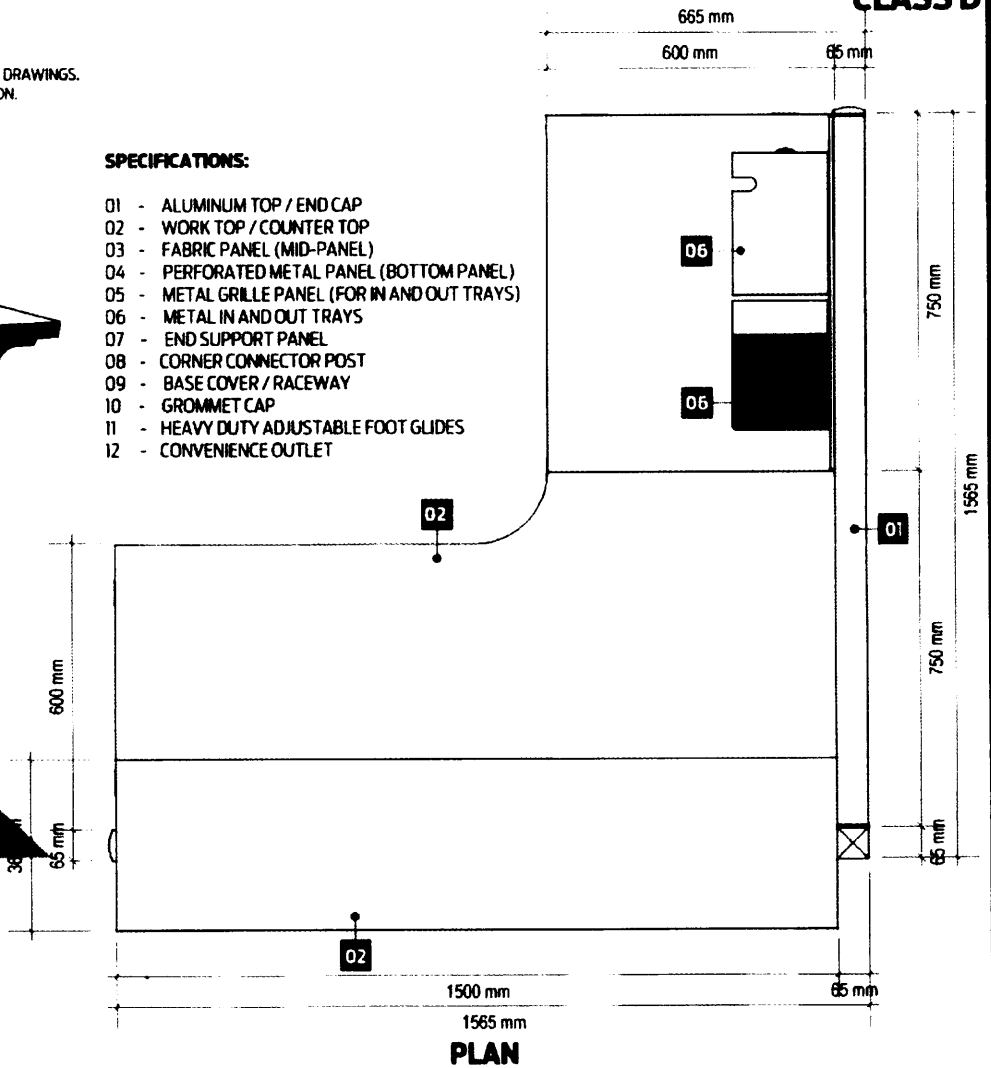 CLASS D
665 mm
600 mm
65 mm
DRAWINGS.
SPECIFICATIONS:
01 - ALUMINUM TOP / END CAP
02 - WORK TOP / COUNTER TOP
03 - FABRIC PANEL (MID-PANEL)
04 - PERFORATED METAL PANEL (BOTTOM PANEL)
05 - METAL GRILLE PANEL (FOR IN AND OUT TRAYS)
06 - METAL IN AND OUT TRAYS
07 - END SUPPORT PANEL
08 - CORNER CONNECTOR POST
09 - BASE COVER / RACEWAY
10 - GROMMET CAP
11 - HEAVY DUTY ADJUSTABLE FOOT GLIDES
12 - CONVENIENCE OUTLET
06
750 mm
06
1565 mm
02
01
750 mm
600 mm
65 mm
65 mm
02
1500 mm
65 mm
1565 mm
PLAN